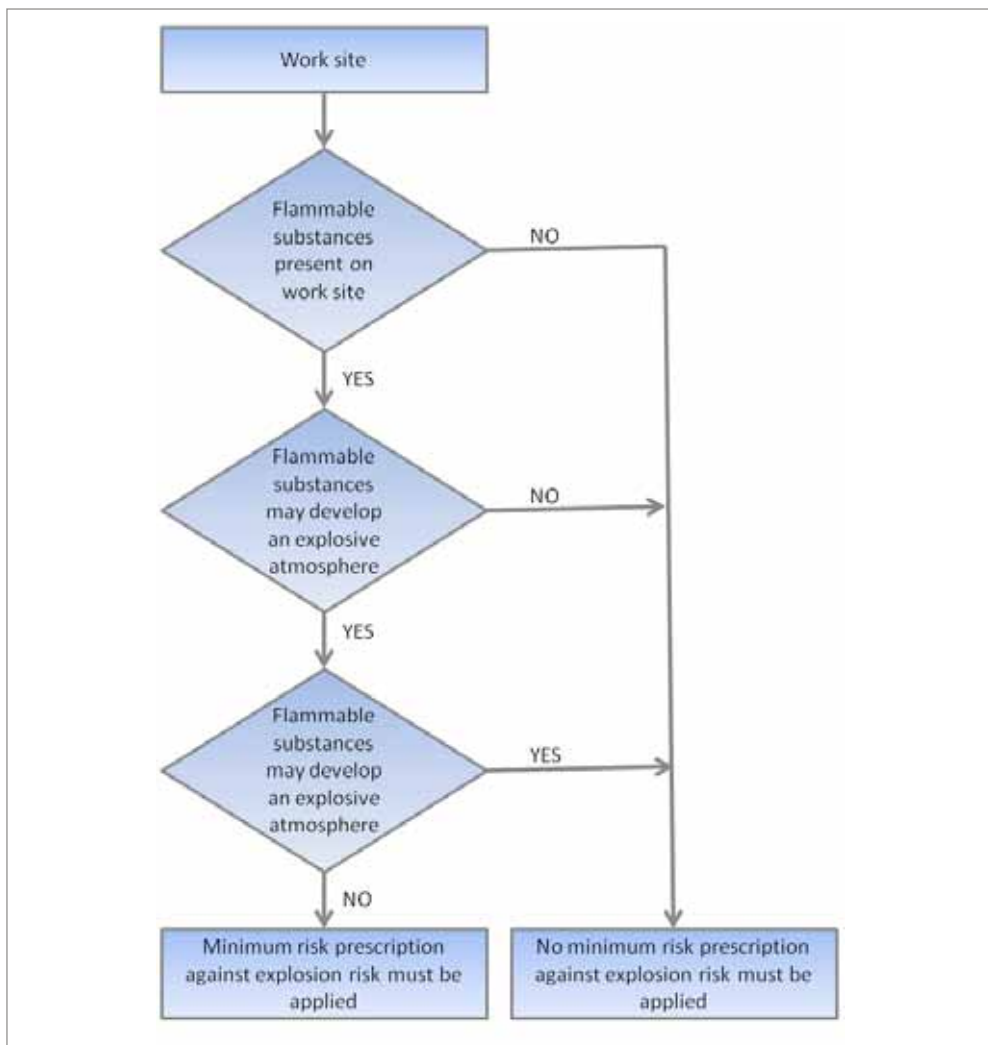 Work site
Flammable
substances
present on
work site
NO
YES
Flammable
substances
may develop
an explosive
atmosphere
NO
YES
Flammable
substances
may develop
an explosive
atmosphere
YES
NO
Minimum risk prescription
against explosion risk must be
applied
No minimum risk prescription
against explosion risk must be
applied